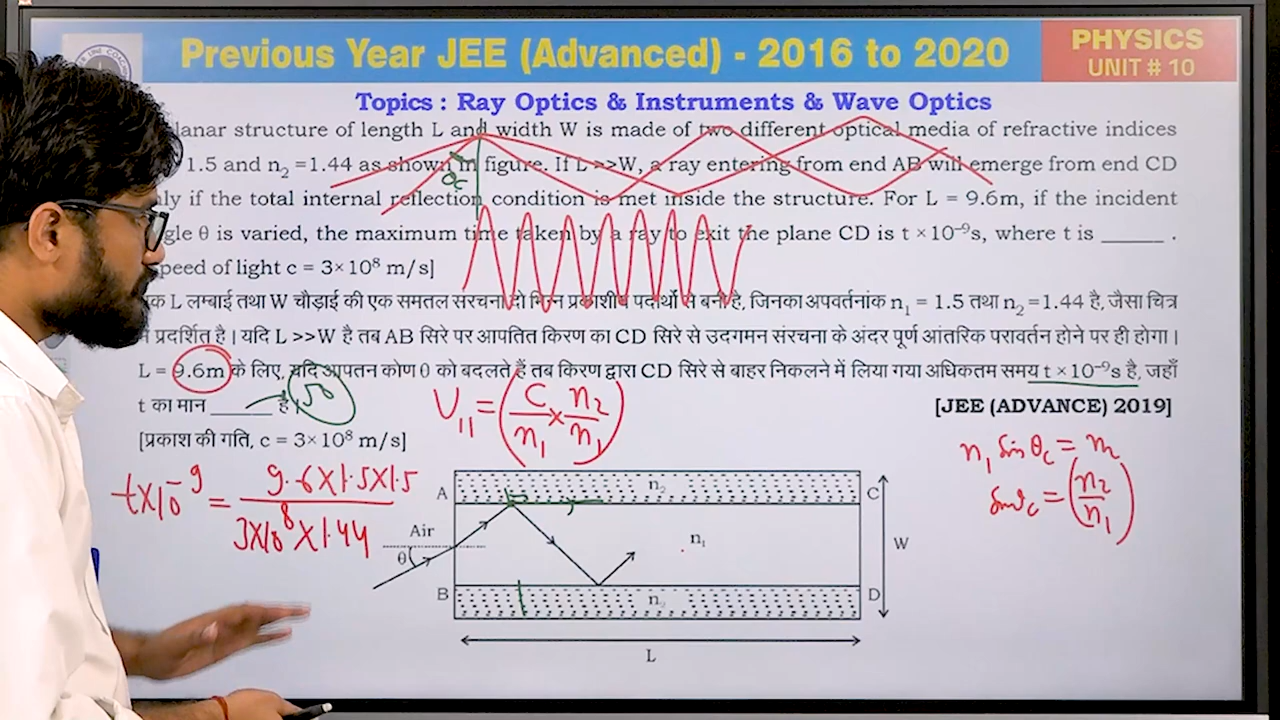 Previous Year JEE (Advanced) - 2016 to 2020
PHYSICS
UNIT # 10
Topics : Ray Optics & Instruments & Wave Optics
lanar structure of length L and width W is made of two different optical media of refractive indices
1.5 and n₂ =1.44 as shown in figure. If L >>W, a ray entering from end AB will emerge from end CD
ly if the total internal reflection condition is met inside the structure. For L = 9.6m, if the incident
gle θ is varied, the maximum time taken by a ray to exit the plane CD is t ×10⁻⁹s, where t is ______ .
peed of light c = 3× 10⁸ m/s]
क L लम्बाई तथा W चौड़ाई की एक समतल संरचना दो भिन्न प्रकाशीय पदार्थों से बनी है, जिनका अपवर्तनांक n₁ = 1.5 तथा n₂ =1.44 है, जैसा चित्र
में प्रदर्शित है। यदि L >>W है तब AB सिरे पर आपतित किरण का CD सिरे से उदगमन संरचना के अंदर पूर्ण आंतरिक परावर्तन होने पर ही होगा।
L = 9.6m के लिए, यदि आपतन कोण θ को बदलते हैं तब किरण द्वारा CD सिरे से बाहर निकलने में लिया गया अधिकतम समय t ×10⁻⁹s है, जहाँ
t का मान ______ है। 50
[JEE (ADVANCE) 2019]
[प्रकाश की गति, c = 3× 10⁸ m/s]
θc
V₁₁ = (C/n₁ × n₂/n₁)
n₁ sin θc = n₂
sinθc = (n₂/n₁)
t×10⁻⁹ = 9.6×1.5×1.5
3×10⁸×1.44
A n₂ C
Air
θ
n₁ W
B n₂ D
L